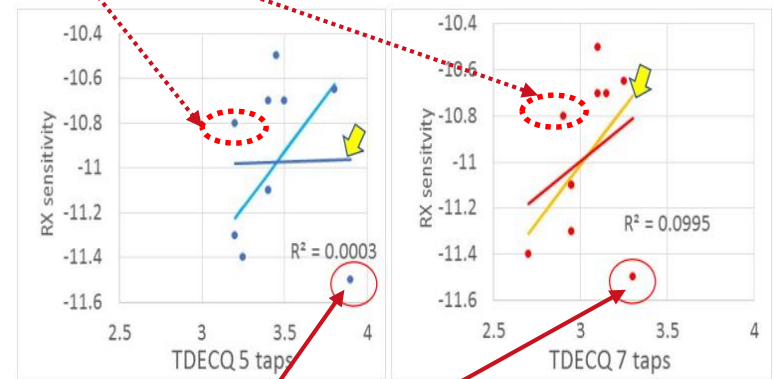 -10.4
-10.6
-10.8
-11
-11.2
-11.4
-11.6
RX sensitivity
R² = 0.0003
2.5 3 3.5 4
TDECQ 5 taps
-10.4
-10.6
-10.8
-11
-11.2
-11.4
-11.6
RX sensitivity
R² = 0.0995
2.5 3 3.5 4
TDECQ 7 taps